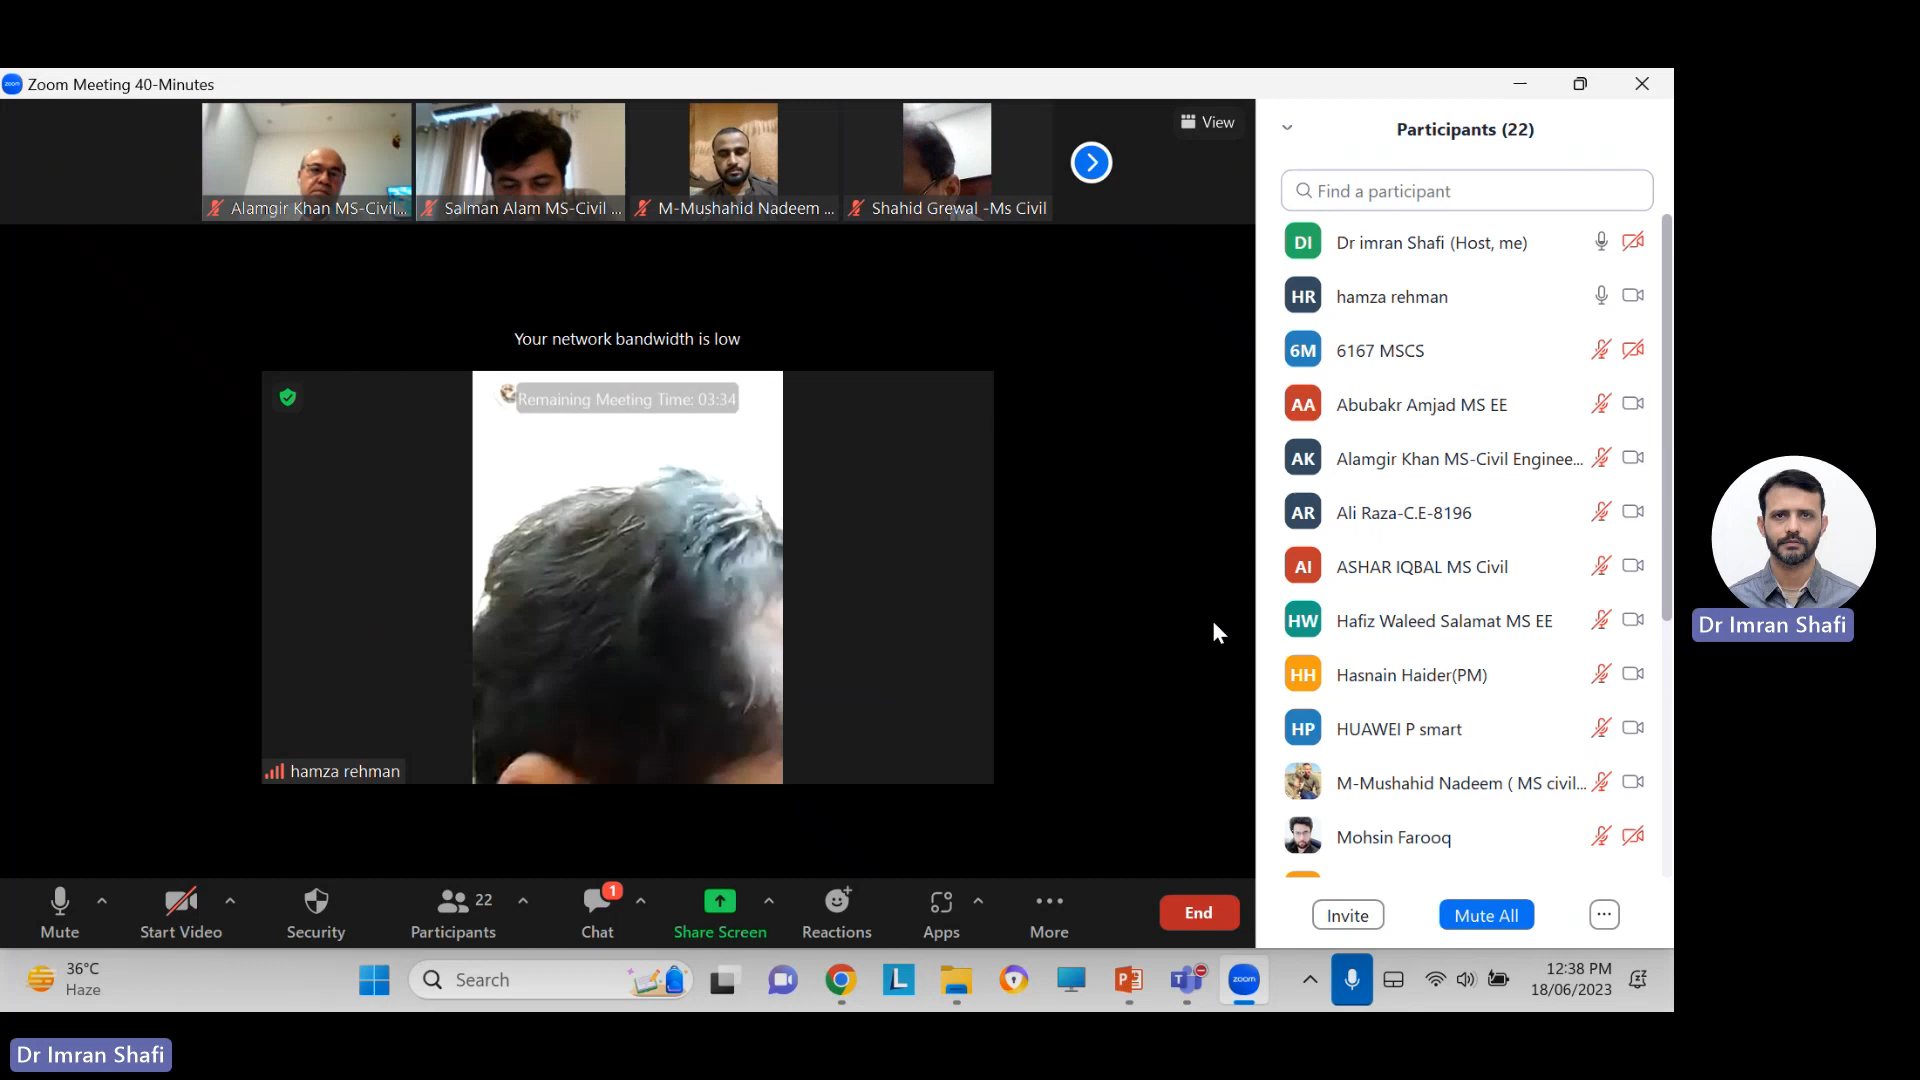 zoom
Zoom Meeting 40-Minutes
Alamgir Khan MS-Civil...
Salman Alam MS-Civil ...
M-Mushahid Nadeem ...
Shahid Grewal -Ms Civil
View
Your network bandwidth is low
Remaining Meeting Time: 03:34
hamza rehman
Participants (22)
Find a participant
DI Dr imran Shafi (Host, me)
HR hamza rehman
6M 6167 MSCS
AA Abubakr Amjad MS EE
AK Alamgir Khan MS-Civil Enginee...
AR Ali Raza-C.E-8196
AI ASHAR IQBAL MS Civil
HW Hafiz Waleed Salamat MS EE
HH Hasnain Haider(PM)
HP HUAWEI P smart
M-Mushahid Nadeem ( MS civil...
Mohsin Farooq
Invite
Mute All
Dr Imran Shafi
Mute
Start Video
Security
22
Participants
1
Chat
Share Screen
Reactions
Apps
More
End
36°C
Haze
Search
L
P
T
zoom
12:38 PM
18/06/2023
Dr Imran Shafi